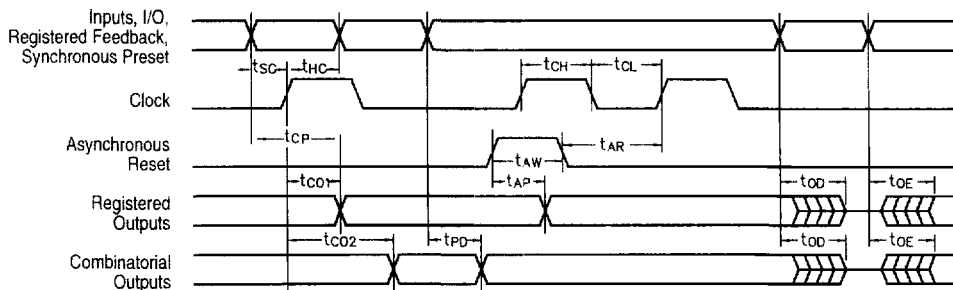 Inputs, I/O,
Registered Feedback,
Synchronous Preset
tSC tHC tCH tCL
Clock
tCP
Asynchronous
Reset
tAR
tAW
tCO1 tAP tOD tOE
Registered
Outputs
tCO2 tPD tOD tOE
Combinatorial
Outputs